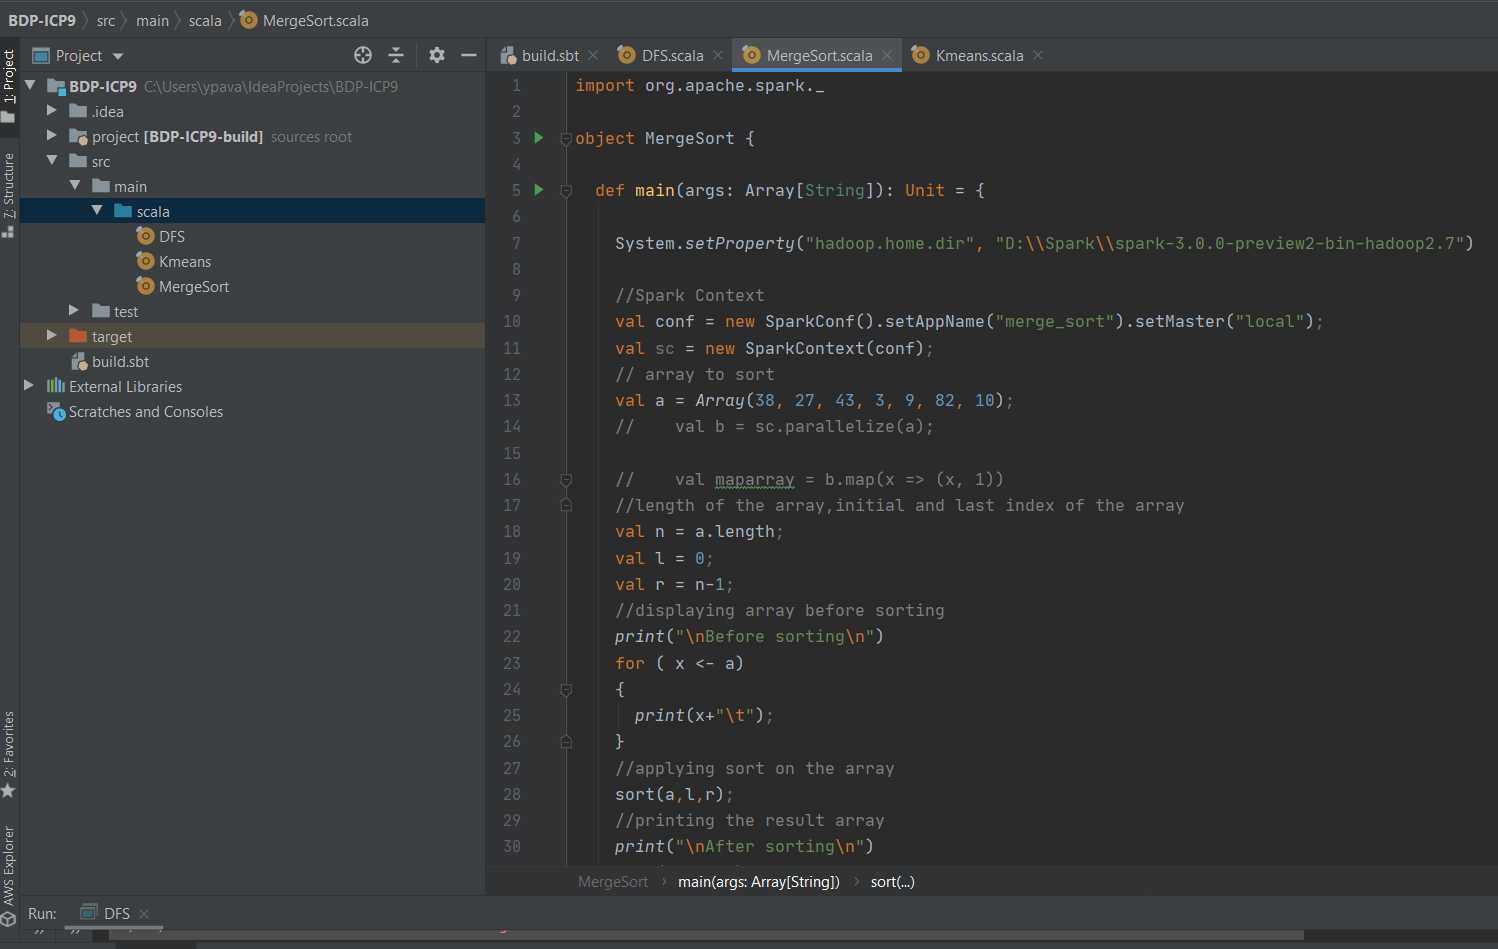 BDP-ICP9 src main scala MergeSort.scala
Project
build.sbt DFS.scala MergeSort.scala Kmeans.scala
1: Project
7: Structure
2: Favorites
AWS Explorer
BDP-ICP9 C:\Users\ypava\IdeaProjects\BDP-ICP9
.idea
project [BDP-ICP9-build] sources root
src
main
scala
DFS
Kmeans
MergeSort
test
target
build.sbt
External Libraries
Scratches and Consoles
1 import org.apache.spark._
2
3 object MergeSort {
4
5 def main(args: Array[String]): Unit = {
6
7 System.setProperty("hadoop.home.dir", "D:\\Spark\\spark-3.0.0-preview2-bin-hadoop2.7")
8
9 //Spark Context
10 val conf = new SparkConf().setAppName("merge_sort").setMaster("local");
11 val sc = new SparkContext(conf);
12 // array to sort
13 val a = Array(38, 27, 43, 3, 9, 82, 10);
14 // val b = sc.parallelize(a);
15
16 // val maparray = b.map(x => (x, 1))
17 //length of the array,initial and last index of the array
18 val n = a.length;
19 val l = 0;
20 val r = n-1;
21 //displaying array before sorting
22 print("\nBefore sorting\n")
23 for ( x <- a)
24 {
25 print(x+"\t");
26 }
27 //applying sort on the array
28 sort(a,l,r);
29 //printing the result array
30 print("\nAfter sorting\n")
MergeSort main(args: Array[String]) sort(...)
Run: DFS